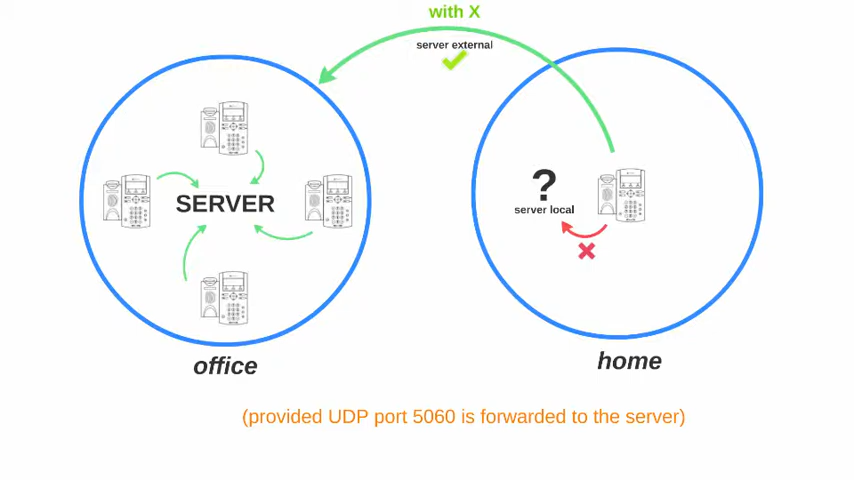 with X
server external
SERVER
?
server local
office
home
(provided UDP port 5060 is forwarded to the server)